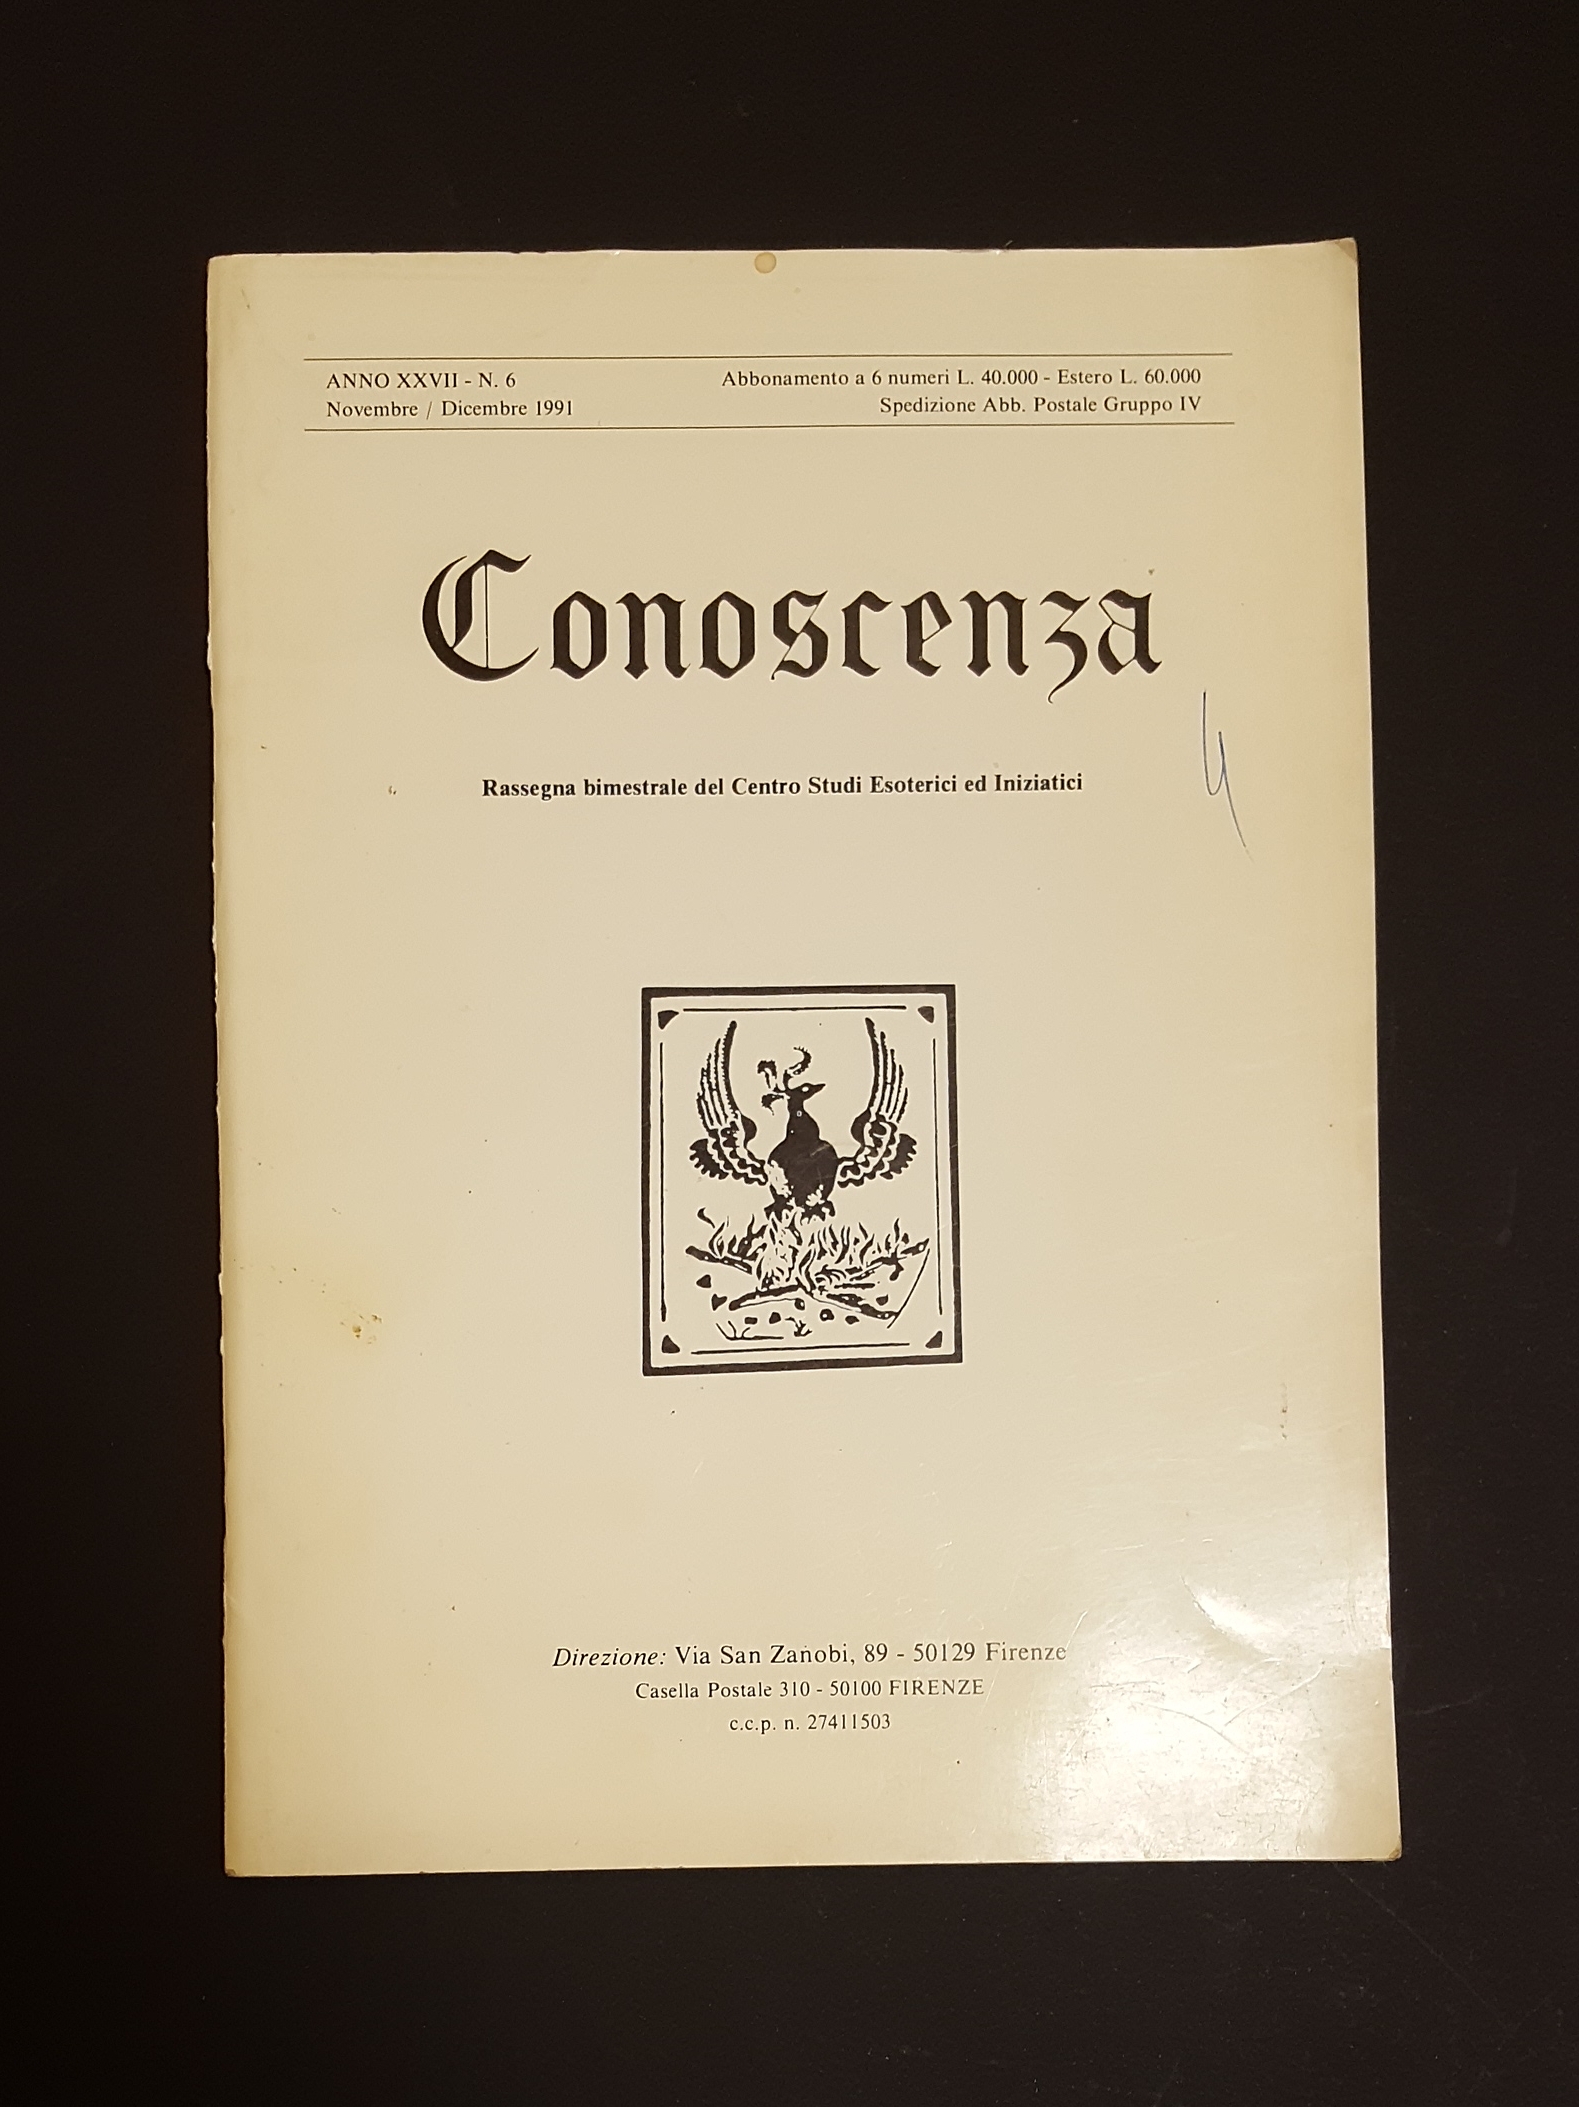 ANNO XXVII - N. 6
Novembre / Dicembre 1991
Abbonamento a 6 numeri L. 40.000 - Estero L. 60.000
Spedizione Abb. Postale Gruppo IV
Conoscenza
Rassegna bimestrale del Centro Studi Esoterici ed Iniziatici
Direzione: Via San Zanobi, 89 - 50129 Firenze
Casella Postale 310 - 50100 FIRENZE
c.c.p. n. 27411503